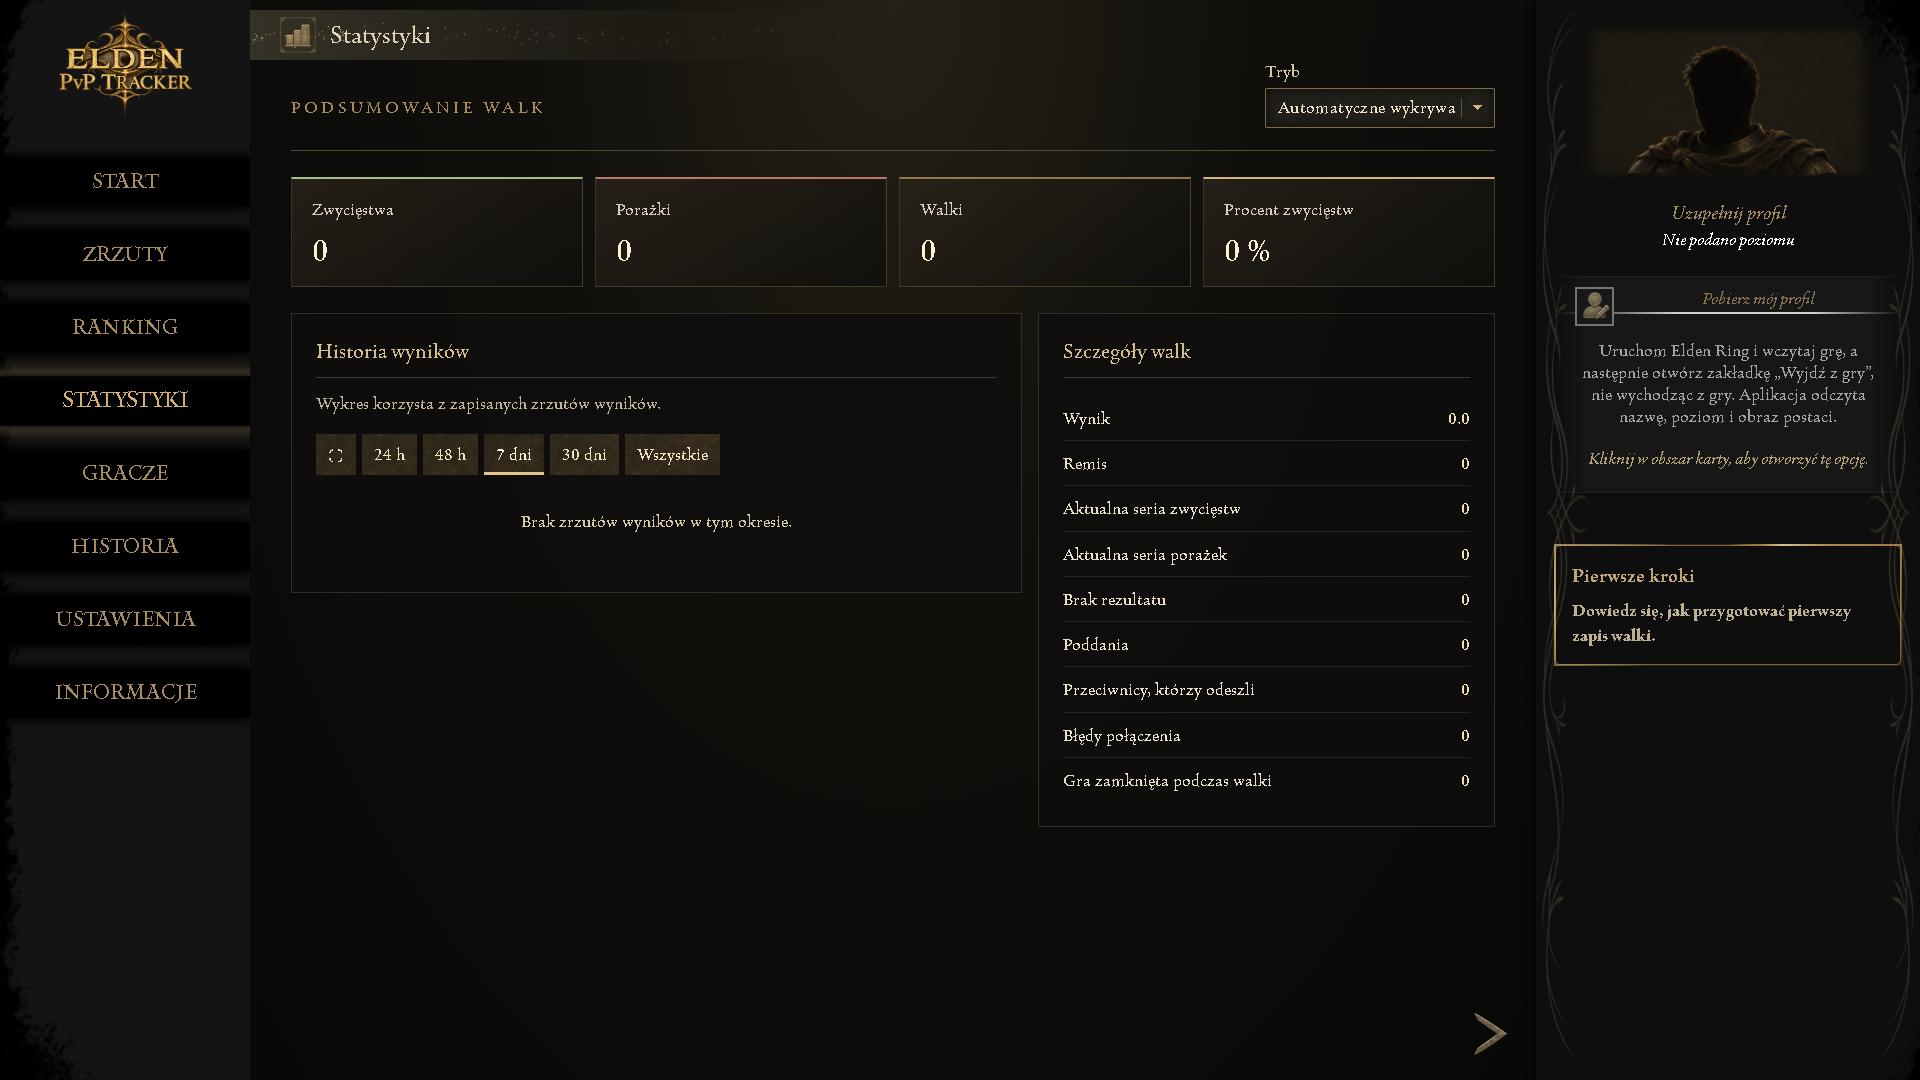 ELDEN
PVP TRACKER
START
ZRZUTY
RANKING
STATYSTYKI
GRACZE
HISTORIA
USTAWIENIA
INFORMACJE
Statystyki
PODSUMOWANIE WALK
Tryb
Automatyczne wykrywa
Zwycięstwa
0
Porażki
0
Walki
0
Procent zwycięstw
0 %
Historia wyników
Wykres korzysta z zapisanych zrzutów wyników.
24 h 48 h 7 dni 30 dni Wszystkie
Brak zrzutów wyników w tym okresie.
Szczegóły walk
Wynik 0.0
Remis 0
Aktualna seria zwycięstw 0
Aktualna seria porażek 0
Brak rezultatu 0
Poddania 0
Przeciwnicy, którzy odeszli 0
Błędy połączenia 0
Gra zamknięta podczas walki 0
Uzupełnij profil
Nie podano poziomu
Pobierz mój profil
Uruchom Elden Ring i wczytaj grę, a
następnie otwórz zakładkę „Wyjdź z gry”,
nie wychodząc z gry. Aplikacja odczyta
nazwę, poziom i obraz postaci.
Kliknij w obszar karty, aby otworzyć tę opcję.
Pierwsze kroki
Dowiedz się, jak przygotować pierwszy
zapis walki.